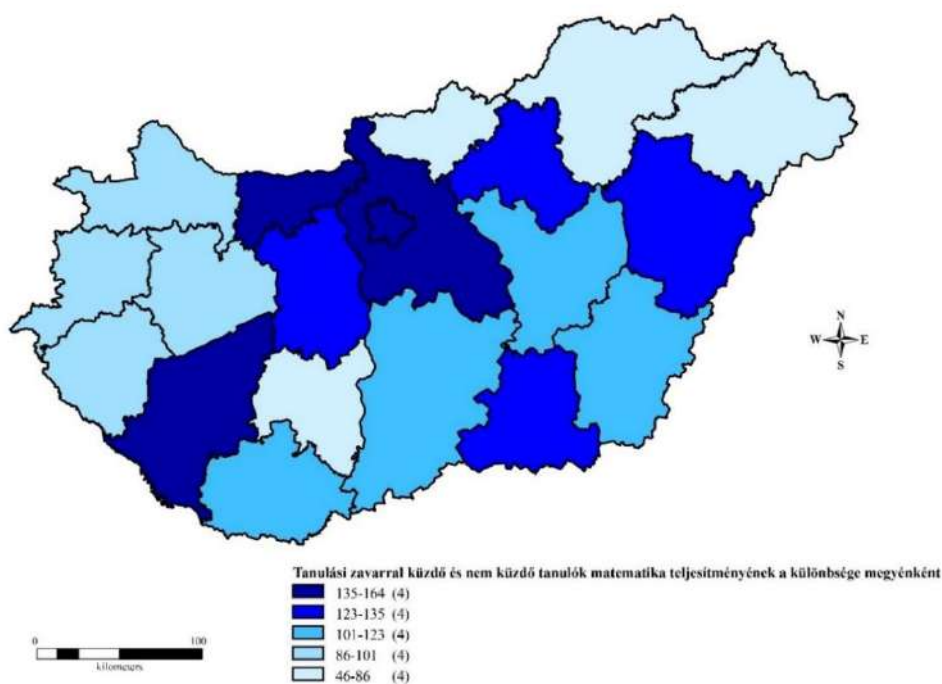 N
W E
S
Tanulási zavarral küzdő és nem küzdő tanulók matematika teljesítményének a különbsége megyénként
135-164 (4)
123-135 (4)
101-123 (4)
86-101 (4)
46-86 (4)
0 100
kilometers